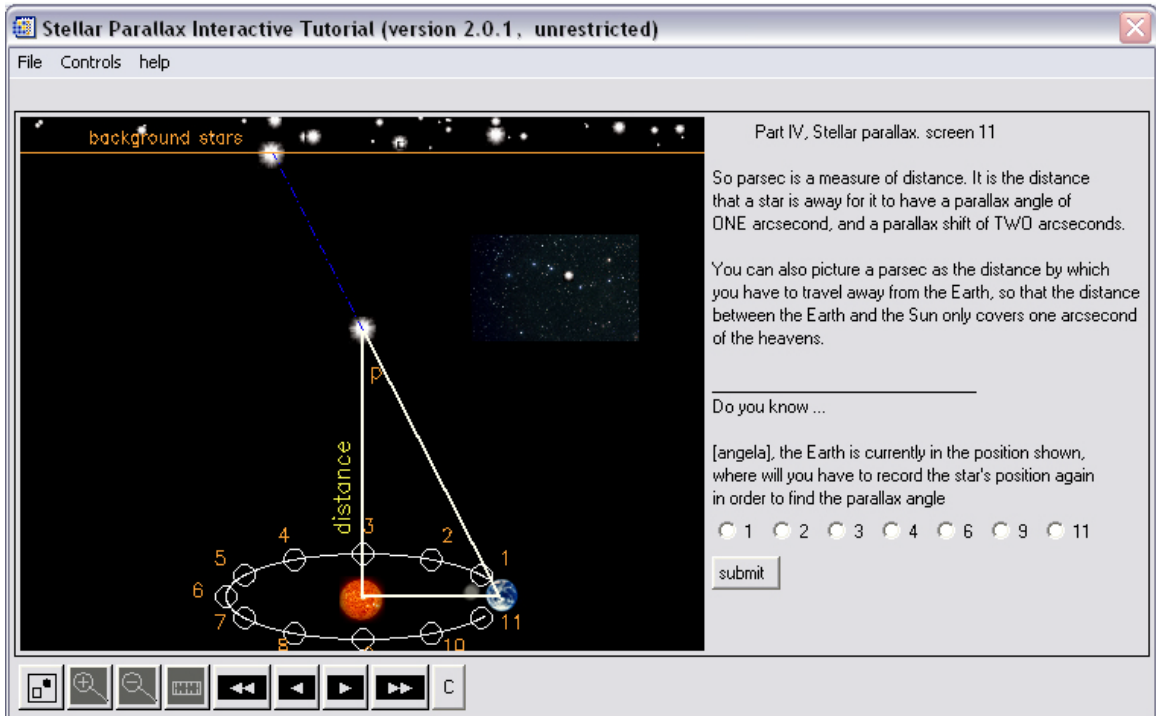 Stellar Parallax Interactive Tutorial (version 2.0.1, unrestricted)
File Controls help
background stars
p
distance
1
2
3
4
5
6
7
8
10
11
Part IV, Stellar parallax. screen 11
So parsec is a measure of distance. It is the distance
that a star is away for it to have a parallax angle of
ONE arcsecond, and a parallax shift of TWO arcseconds.
You can also picture a parsec as the distance by which
you have to travel away from the Earth, so that the distance
between the Earth and the Sun only covers one arcsecond
of the heavens.
Do you know ...
[angela], the Earth is currently in the position shown,
where will you have to record the star's position again
in order to find the parallax angle
1 2 3 4 6 9 11
submit
C